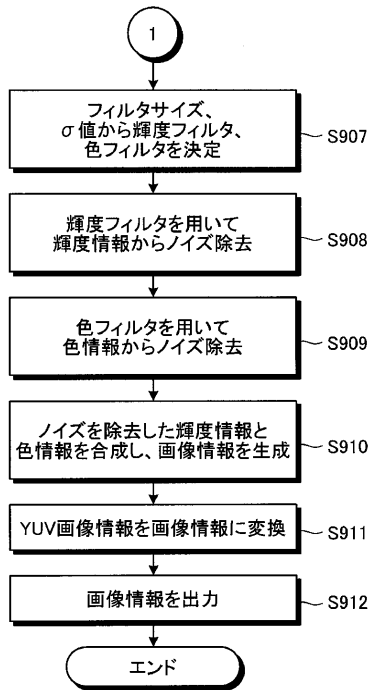 1
フィルタサイズ、
σ値から輝度フィルタ、
色フィルタを決定
S907
輝度フィルタを用いて
輝度情報からノイズ除去
S908
色フィルタを用いて
色情報からノイズ除去
S909
ノイズを除去した輝度情報と
色情報を合成し、画像情報を生成
S910
YUV画像情報を画像情報に変換
S911
画像情報を出力
S912
エンド